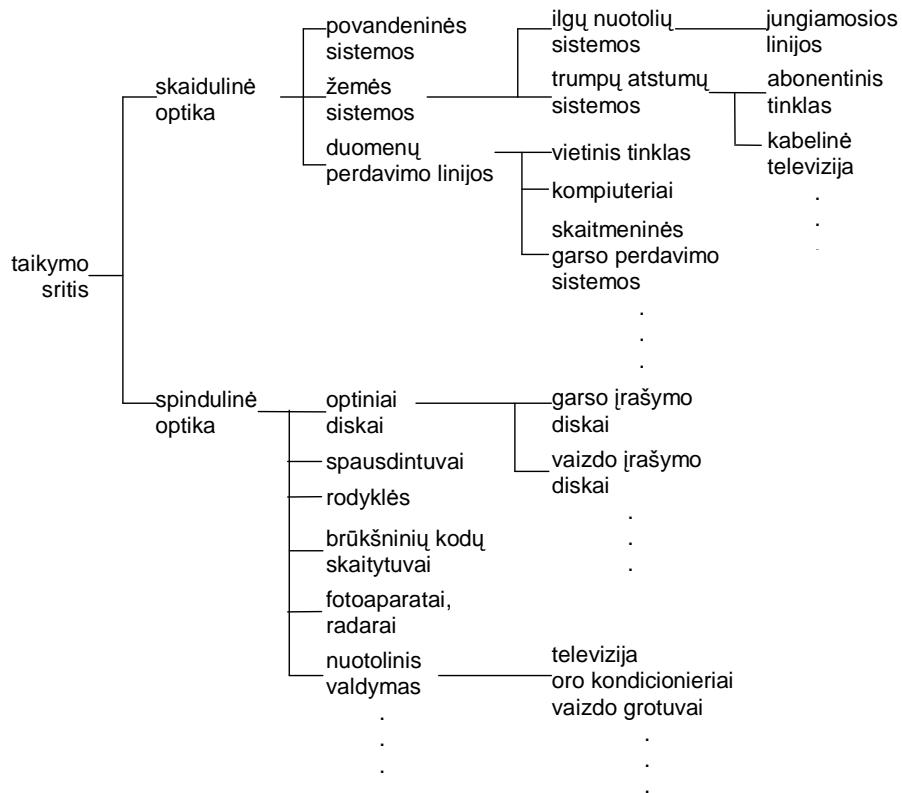 taikymo
sritis
skaidulinė
optika
povandeninės
sistemos
žemės
sistemos
ilgų nuotolių
sistemos
jungiamosios
linijos
trumpų atstumų
sistemos
abonentinis
tinklas
kabelinė
televizija
.
.
.
duomenų
perdavimo linijos
vietinis tinklas
kompiuteriai
skaitmeninės
garso perdavimo
sistemos
.
.
.
spindulinė
optika
optiniai
diskai
garso įrašymo
diskai
vaizdo įrašymo
diskai
.
.
.
spausdintuvai
rodyklės
brūkšninių kodų
skaitytuvai
fotoaparatai,
radarai
nuotolinis
valdymas
televizija
oro kondicionieriai
vaizdo grotuvai
.
.
.
.
.
.